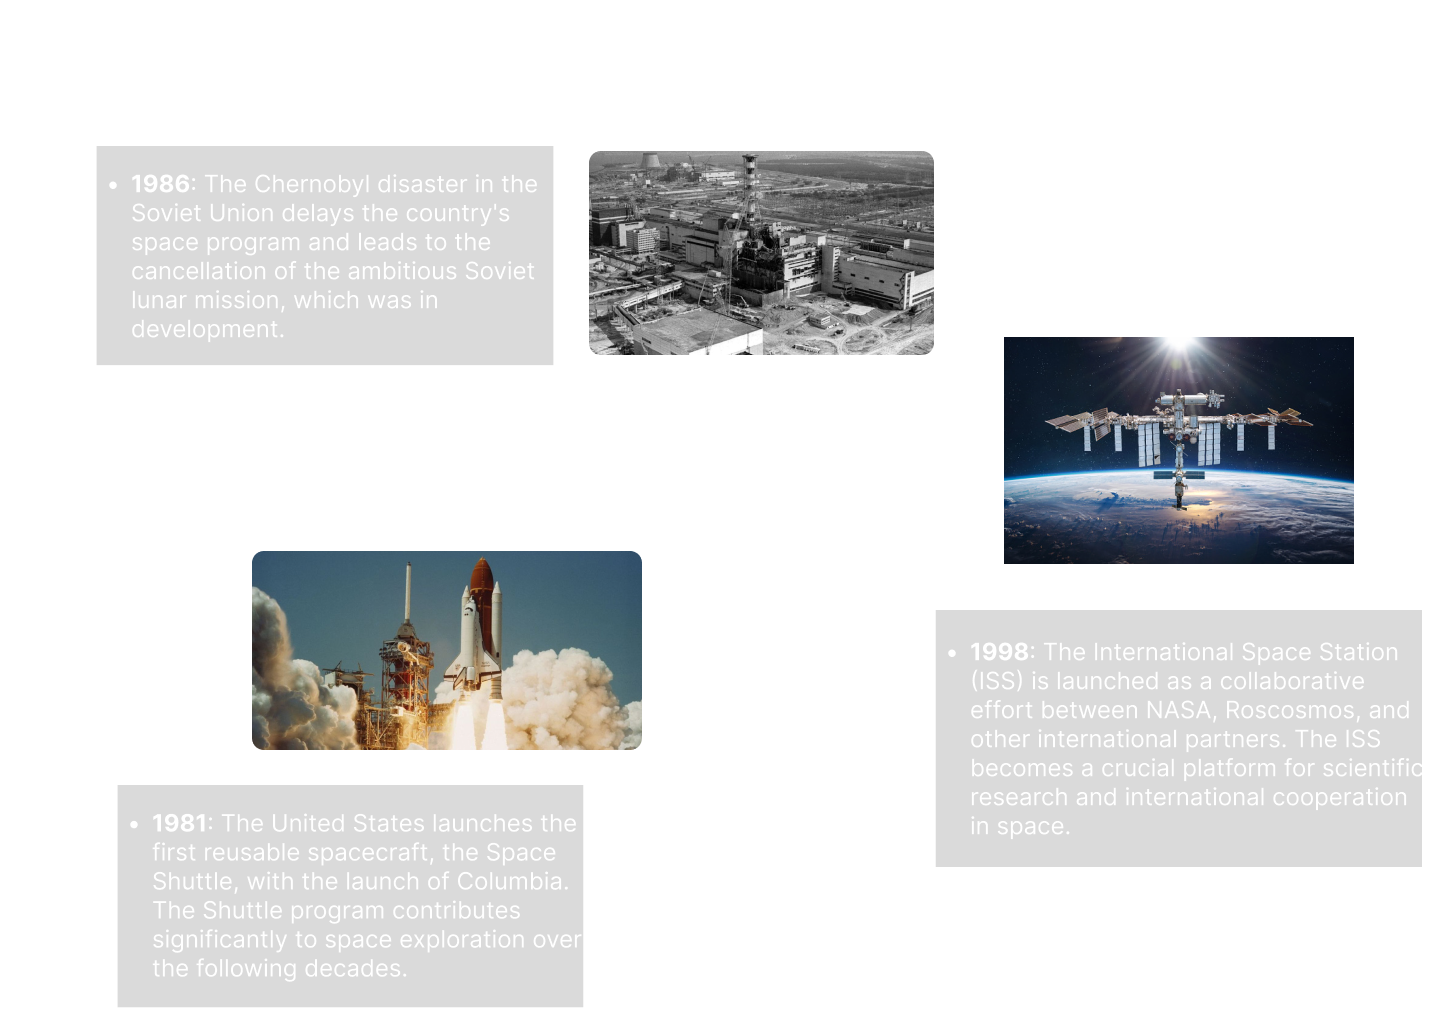 • 1986: The Chernobyl disaster in the
Soviet Union delays the country's
space program and leads to the
cancellation of the ambitious Soviet
lunar mission, which was in
development.
• 1998: The International Space Station
(ISS) is launched as a collaborative
effort between NASA, Roscosmos, and
other international partners. The ISS
becomes a crucial platform for scientific
research and international cooperation
in space.
• 1981: The United States launches the
first reusable spacecraft, the Space
Shuttle, with the launch of Columbia.
The Shuttle program contributes
significantly to space exploration over
the following decades.